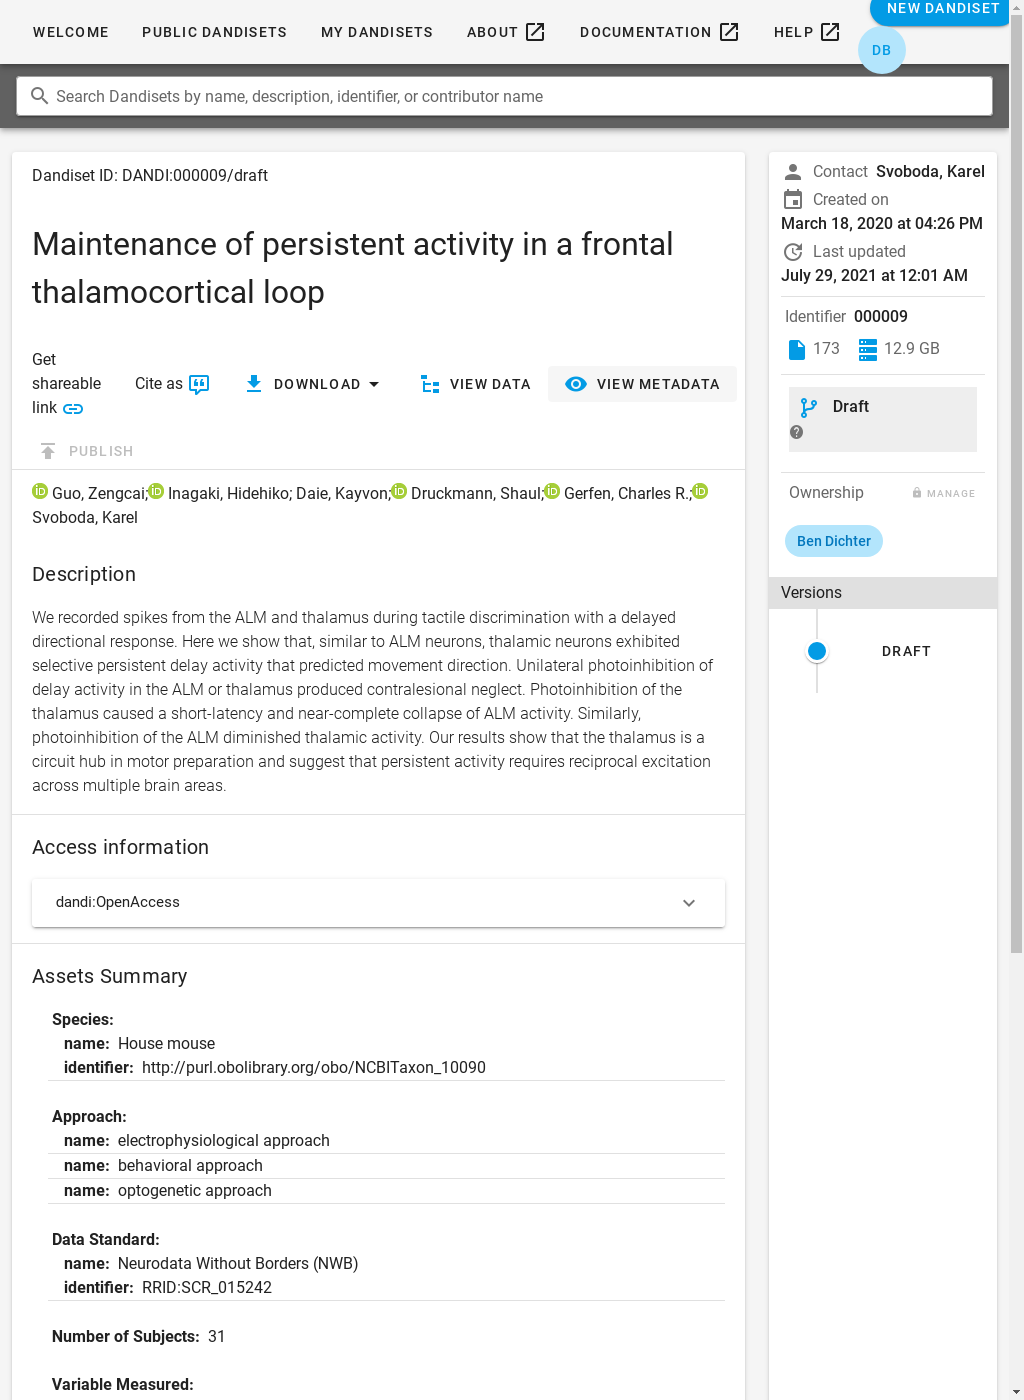 WELCOME PUBLIC DANDISETS MY DANDISETS ABOUT DOCUMENTATION HELP NEW DANDISET
DB
Search Dandisets by name, description, identifier, or contributor name
Dandiset ID: DANDI:000009/draft
Maintenance of persistent activity in a frontal
thalamocortical loop
Get
shareable
link
Cite as
DOWNLOAD
VIEW DATA
VIEW METADATA
PUBLISH
Guo, Zengcai; Inagaki, Hidehiko; Daie, Kayvon; Druckmann, Shaul; Gerfen, Charles R.;
Svoboda, Karel
Description
We recorded spikes from the ALM and thalamus during tactile discrimination with a delayed
directional response. Here we show that, similar to ALM neurons, thalamic neurons exhibited
selective persistent delay activity that predicted movement direction. Unilateral photoinhibition of
delay activity in the ALM or thalamus produced contralesional neglect. Photoinhibition of the
thalamus caused a short-latency and near-complete collapse of ALM activity. Similarly,
photoinhibition of the ALM diminished thalamic activity. Our results show that the thalamus is a
circuit hub in motor preparation and suggest that persistent activity requires reciprocal excitation
across multiple brain areas.
Access information
dandi:OpenAccess
Assets Summary
Species:
name: House mouse
identifier: http://purl.obolibrary.org/obo/NCBITaxon_10090
Approach:
name: electrophysiological approach
name: behavioral approach
name: optogenetic approach
Data Standard:
name: Neurodata Without Borders (NWB)
identifier: RRID:SCR_015242
Number of Subjects: 31
Variable Measured:
Contact Svoboda, Karel
Created on
March 18, 2020 at 04:26 PM
Last updated
July 29, 2021 at 12:01 AM
Identifier 000009
173 12.9 GB
Draft
Ownership MANAGE
Ben Dichter
Versions
DRAFT